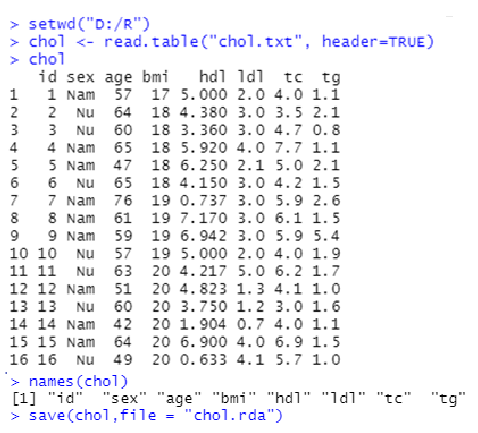 > setwd("D:/R")
> chol <- read.table("chol.txt", header=TRUE)
> chol
   id sex age bmi   hdl ldl  tc  tg
1   1 Nam  57  17 5.000 2.0 4.0 1.1
2   2  Nu  64  18 4.380 3.0 3.5 2.1
3   3  Nu  60  18 3.360 3.0 4.7 0.8
4   4 Nam  65  18 5.920 4.0 7.7 1.1
5   5 Nam  47  18 6.250 2.1 5.0 2.1
6   6  Nu  65  18 4.150 3.0 4.2 1.5
7   7 Nam  76  19 0.737 3.0 5.9 2.6
8   8 Nam  61  19 7.170 3.0 6.1 1.5
9   9 Nam  59  19 6.942 3.0 5.9 5.4
10 10  Nu  57  19 5.000 2.0 4.0 1.9
11 11  Nu  63  20 4.217 5.0 6.2 1.7
12 12 Nam  51  20 4.823 1.3 4.1 1.0
13 13  Nu  60  20 3.750 1.2 3.0 1.6
14 14 Nam  42  20 1.904 0.7 4.0 1.1
15 15 Nam  64  20 6.900 4.0 6.9 1.5
16 16  Nu  49  20 0.633 4.1 5.7 1.0
> names(chol)
[1] "id"  "sex" "age" "bmi" "hdl" "ldl" "tc"  "tg"
> save(chol,file = "chol.rda")